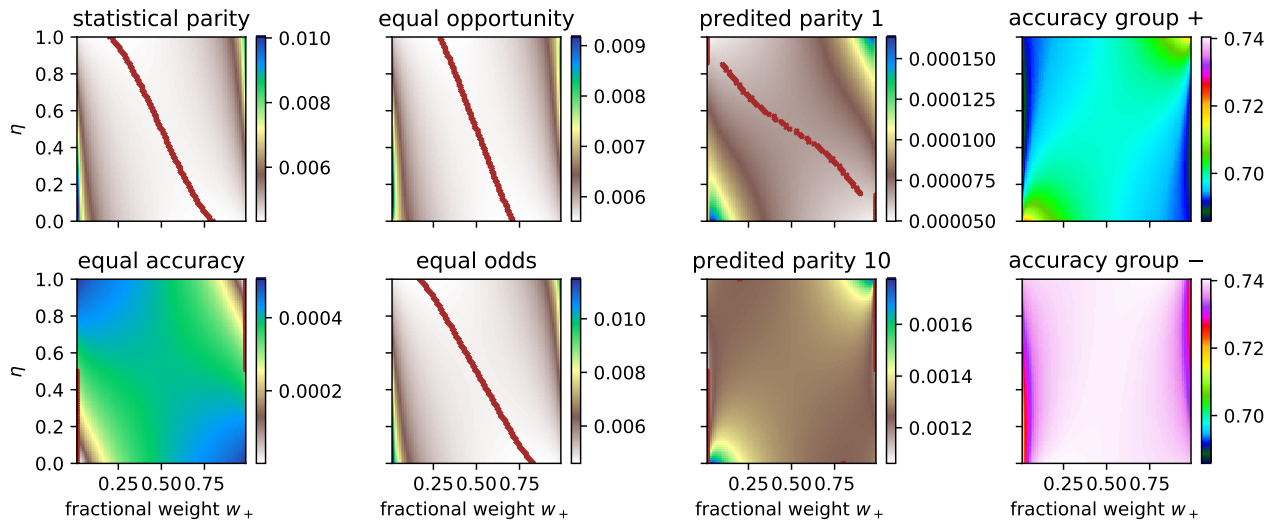 statistical parity
equal opportunity
predited parity 1
accuracy group +
1.0
0.8
0.6
0.4
0.2
0.0
η
0.010
0.008
0.006
0.009
0.008
0.007
0.006
0.000150
0.000125
0.000100
0.000075
0.000050
0.74
0.72
0.70
equal accuracy
equal odds
predited parity 10
accuracy group −
1.0
0.8
0.6
0.4
0.2
0.0
η
0.0004
0.0002
0.010
0.008
0.006
0.0016
0.0014
0.0012
0.74
0.72
0.70
0.25 0.50 0.75
0.25 0.50 0.75
0.25 0.50 0.75
0.25 0.50 0.75
fractional weight w₊
fractional weight w₊
fractional weight w₊
fractional weight w₊